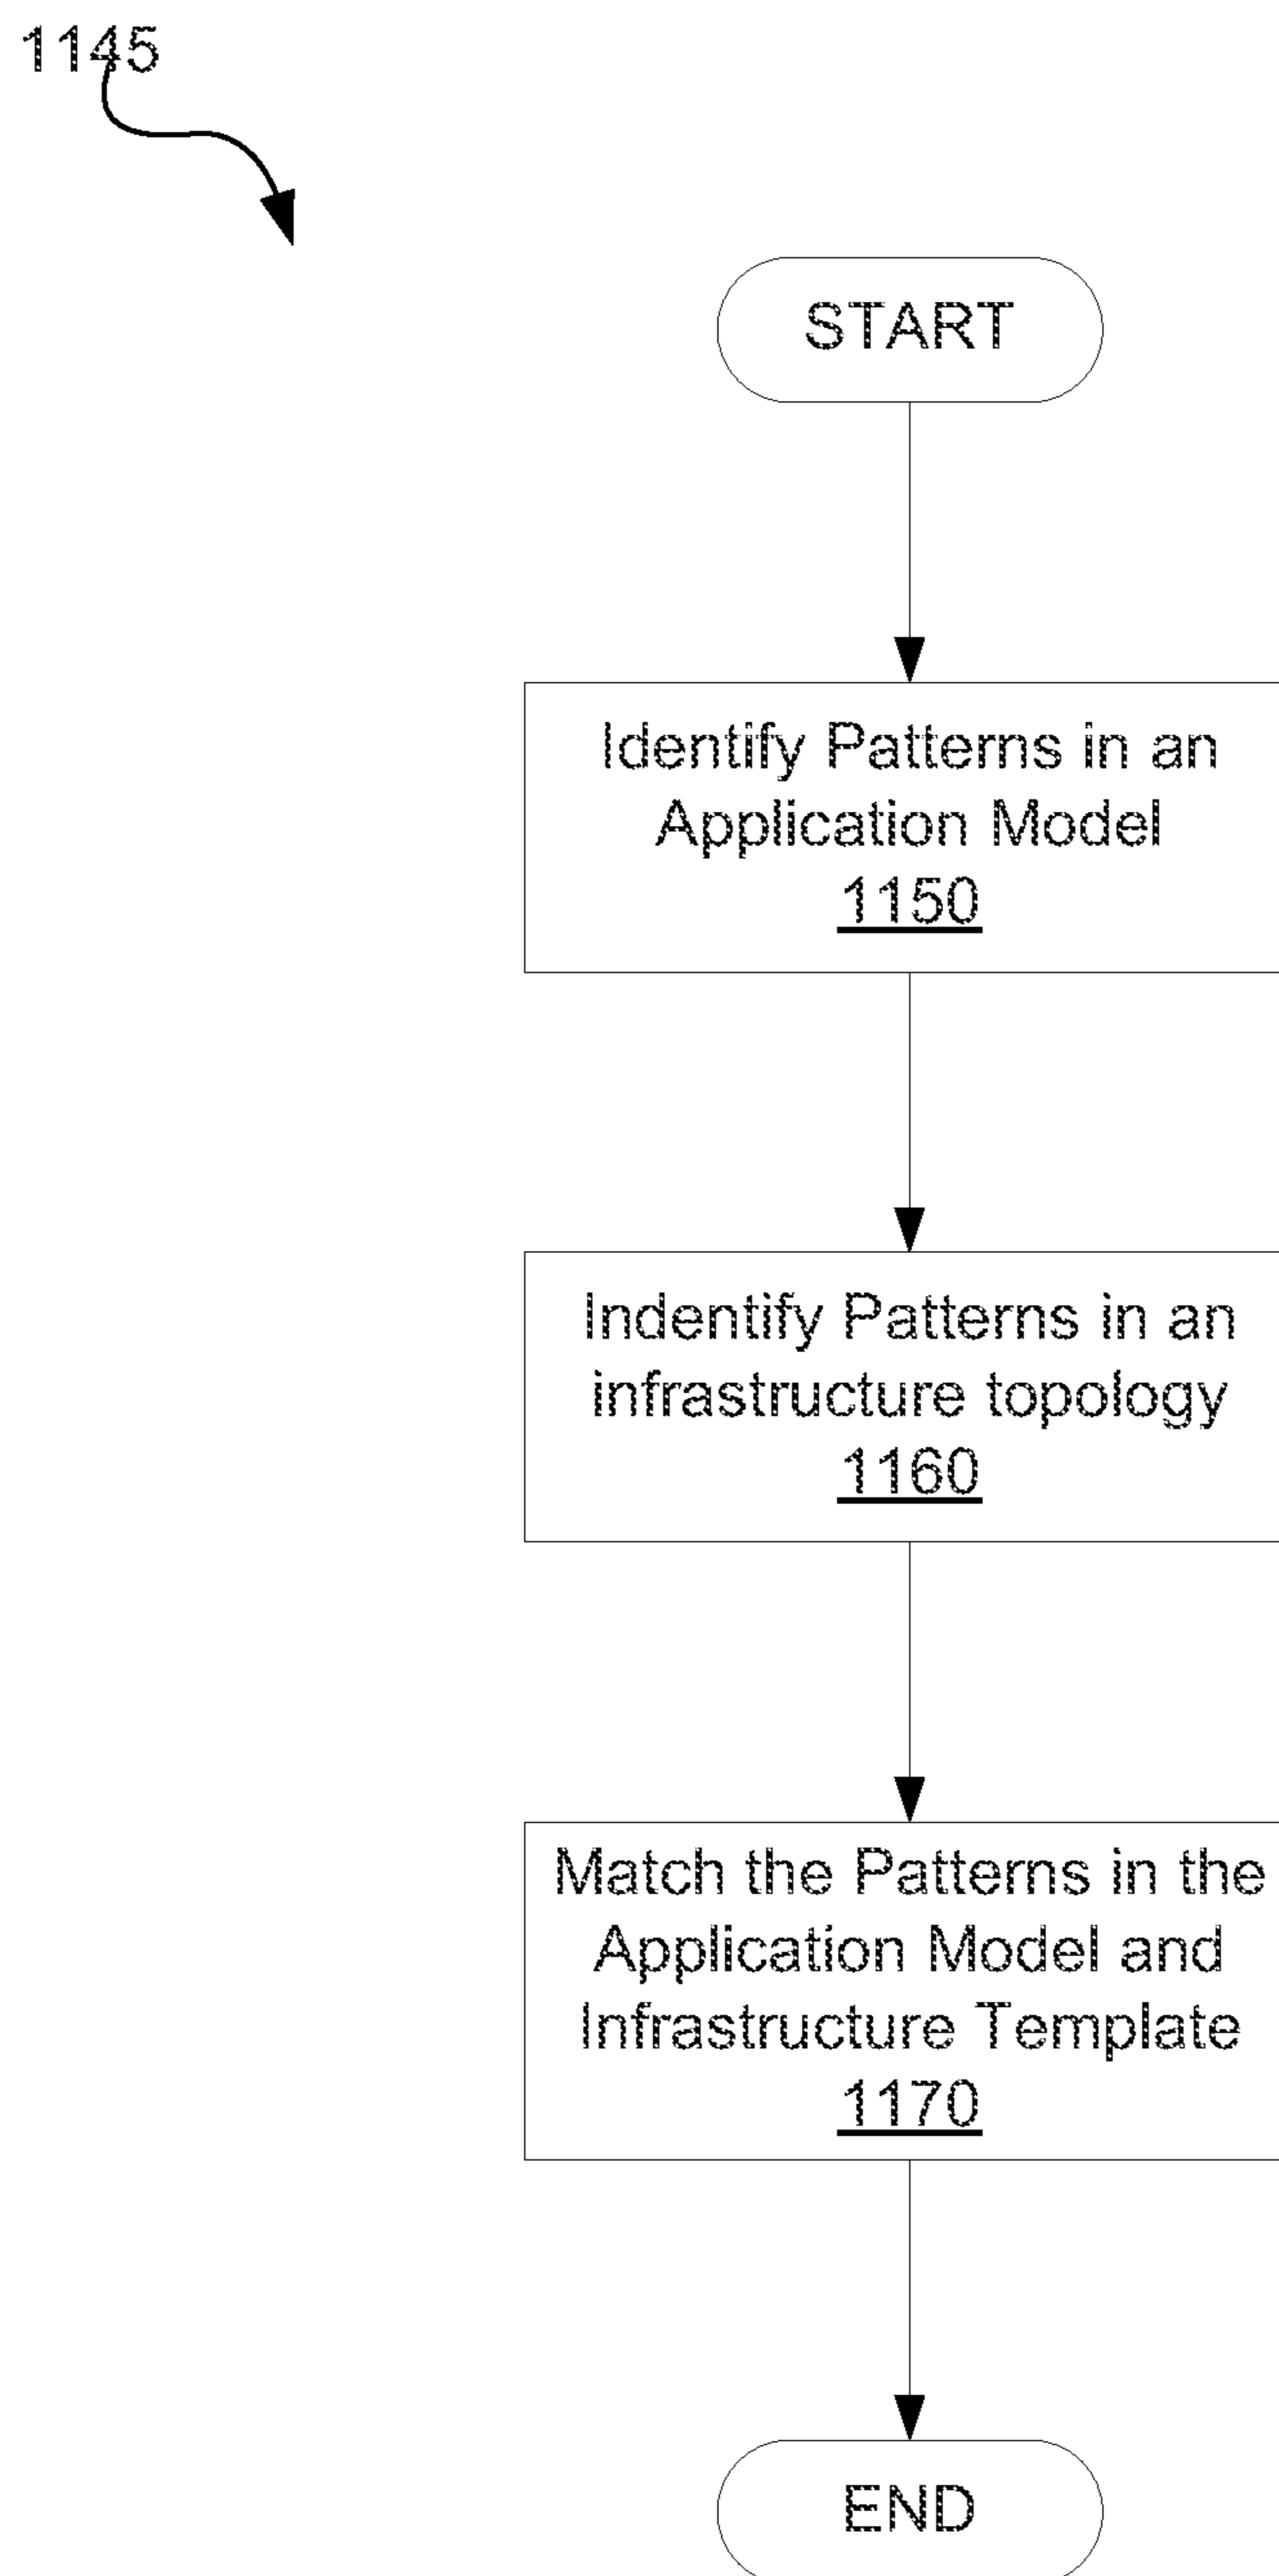 1145
START
Identify Patterns in an
Application Model
1150
Indentify Patterns in an
infrastructure topology
1160
Match the Patterns in the
Application Model and
Infrastructure Template
1170
END